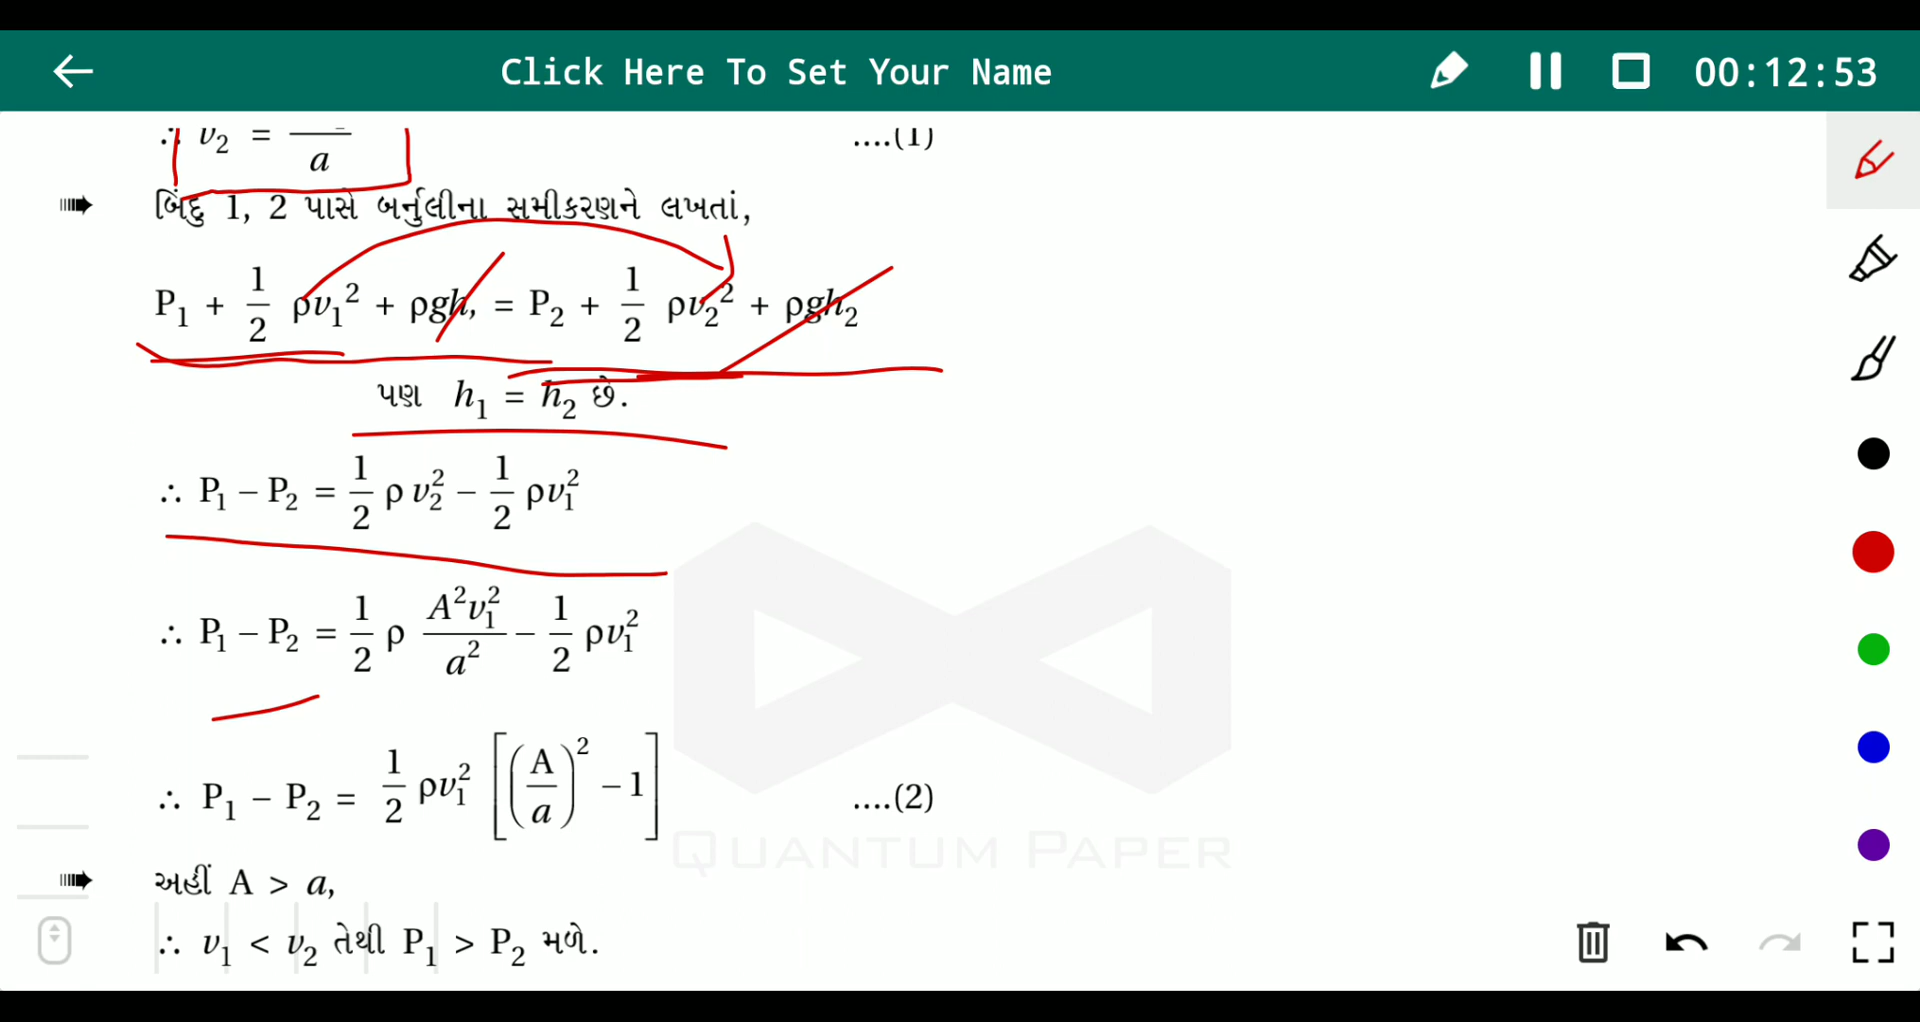 Click Here To Set Your Name 00:12:53
∴ v₂ = —/a ....(1)
બિંદુ 1, 2 પાસે બર્નુલીના સમીકરણને લખતાં,
P₁ + 1/2 ρv₁² + ρgh, = P₂ + 1/2 ρv₂² + ρgh₂
પણ h₁ = h₂ છે.
∴ P₁ – P₂ = 1/2 ρ v₂² – 1/2 ρv₁²
∴ P₁ – P₂ = 1/2 ρ A²v₁²/a² – 1/2 ρv₁²
∴ P₁ – P₂ = 1/2 ρv₁² [(A/a)² – 1] ....(2)
QUANTUM PAPER
અહીં A > a,
∴ v₁ < v₂ તેથી P₁ > P₂ મળે.